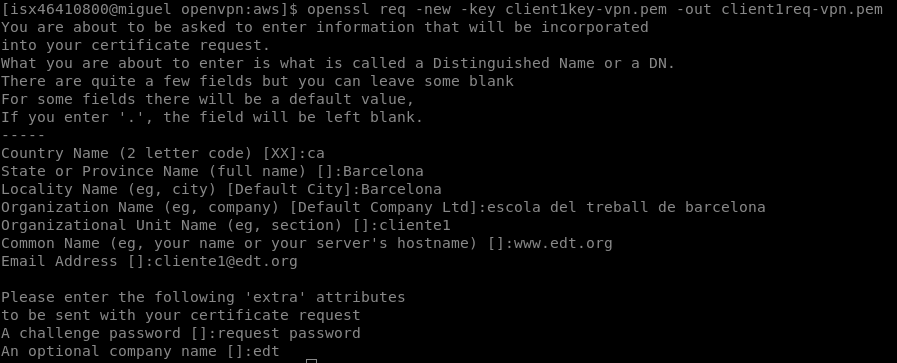 [isx46410800@miguel openvpn:aws]$ openssl req -new -key client1key-vpn.pem -out client1req-vpn.pem
You are about to be asked to enter information that will be incorporated
into your certificate request.
What you are about to enter is what is called a Distinguished Name or a DN.
There are quite a few fields but you can leave some blank
For some fields there will be a default value,
If you enter '.', the field will be left blank.
-----
Country Name (2 letter code) [XX]:ca
State or Province Name (full name) []:Barcelona
Locality Name (eg, city) [Default City]:Barcelona
Organization Name (eg, company) [Default Company Ltd]:escola del treball de barcelona
Organizational Unit Name (eg, section) []:cliente1
Common Name (eg, your name or your server's hostname) []:www.edt.org
Email Address []:cliente1@edt.org

Please enter the following 'extra' attributes
to be sent with your certificate request
A challenge password []:request password
An optional company name []:edt